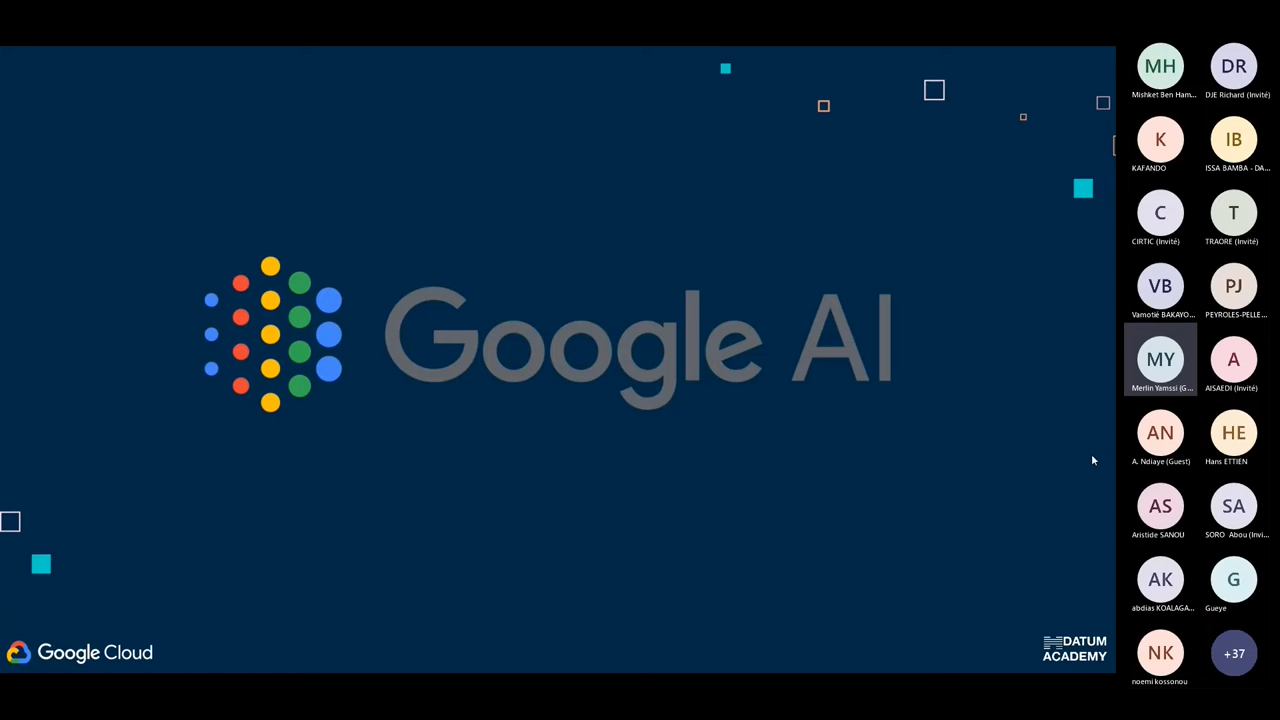 Google AI
Google Cloud
DATUM
ACADEMY
MH
DR
Mishket Ben Ham...
DJE Richard (Invité)
K
IB
KAFANDO
ISSA BAMBA - DA...
C
T
CIRTIC (Invité)
TRAORE (Invité)
VB
PJ
Vamotié BAKAYO...
PEYROLES-PELLE...
MY
A
Merlin Yamssi (G...
AISAEDI (Invité)
AN
HE
A. Ndiaye (Guest)
Hans ETTIEN
AS
SA
Aristide SANOU
SORO Abou (Invi...
AK
G
abdias KOALAGA...
Gueye
NK
+37
noemi kossonou